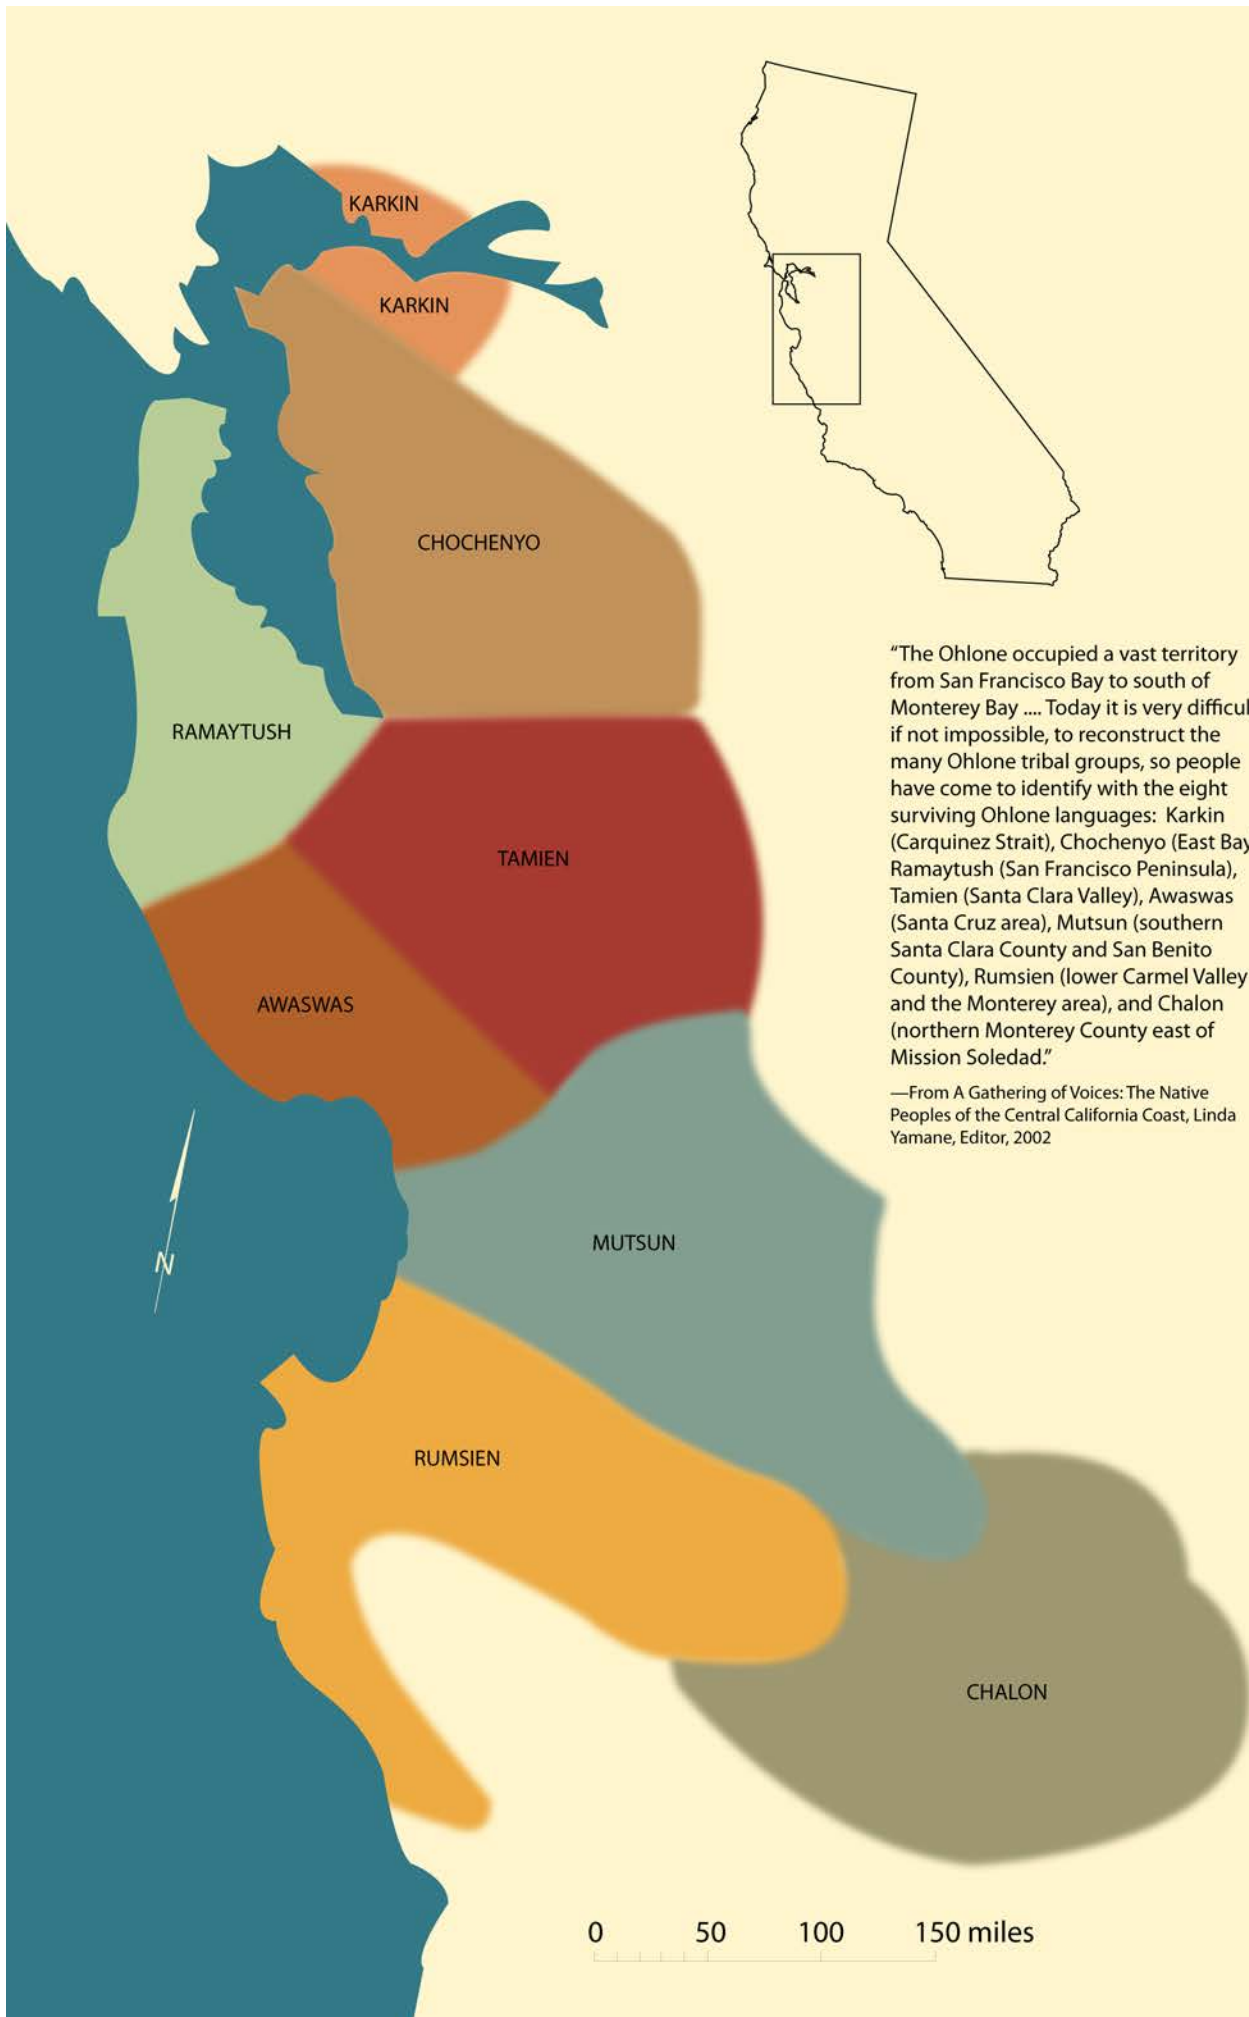 KARKIN
KARKIN
CHOCHENYO
RAMAYTUSH
TAMIEN
AWASWAS
N
MUTSUN
RUMSIEN
CHALON
"The Ohlone occupied a vast territory
from San Francisco Bay to south of
Monterey Bay .... Today it is very difficul
if not impossible, to reconstruct the
many Ohlone tribal groups, so people
have come to identify with the eight
surviving Ohlone languages: Karkin
(Carquinez Strait), Chochenyo (East Bay
Ramaytush (San Francisco Peninsula),
Tamien (Santa Clara Valley), Awaswas
(Santa Cruz area), Mutsun (southern
Santa Clara County and San Benito
County), Rumsien (lower Carmel Valley
and the Monterey area), and Chalon
(northern Monterey County east of
Mission Soledad."
—From A Gathering of Voices: The Native
Peoples of the Central California Coast, Linda
Yamane, Editor, 2002
0 50 100 150 miles